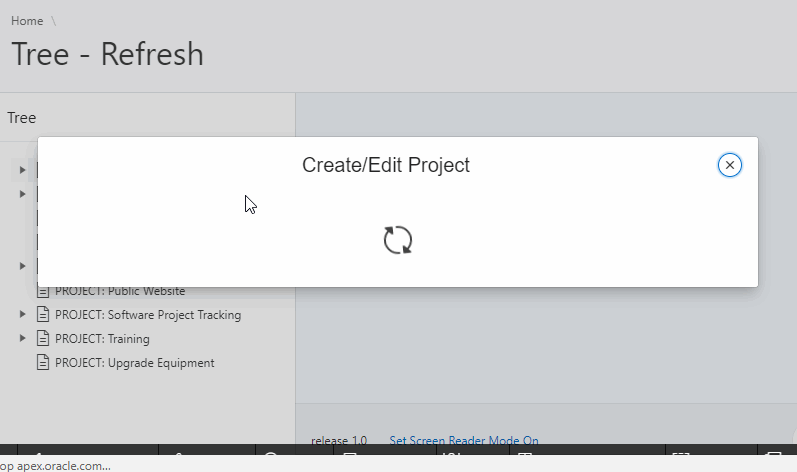 Home \
Tree - Refresh
Tree
Create/Edit Project
PROJECT: Public Website
PROJECT: Software Project Tracking
PROJECT: Training
PROJECT: Upgrade Equipment
release 1.0 Set Screen Reader Mode On
op apex.oracle.com...